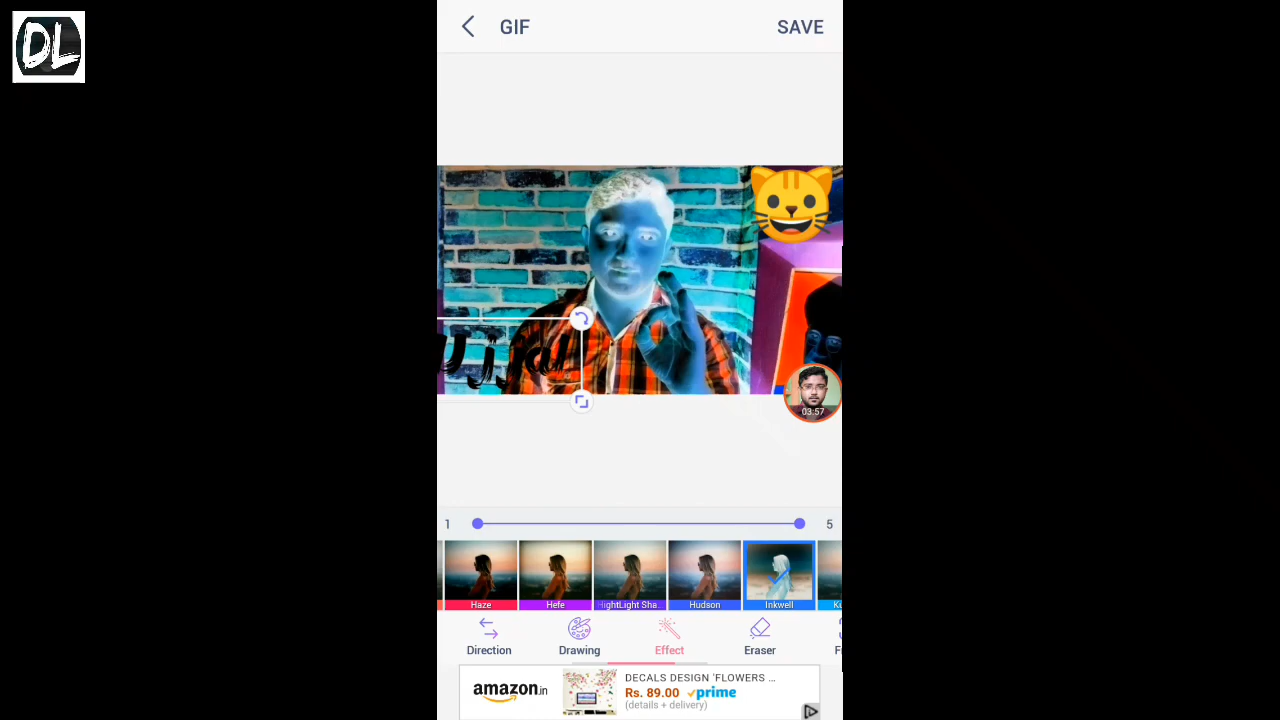 DL
GIF
SAVE
Ujjal
03:57
1
5
Haze
Hefe
HightLight Sha..
Hudson
Inkwell
Direction
Drawing
Effect
Eraser
amazon.in
DECALS DESIGN 'FLOWERS ...
Rs. 89.00 prime
(details + delivery)